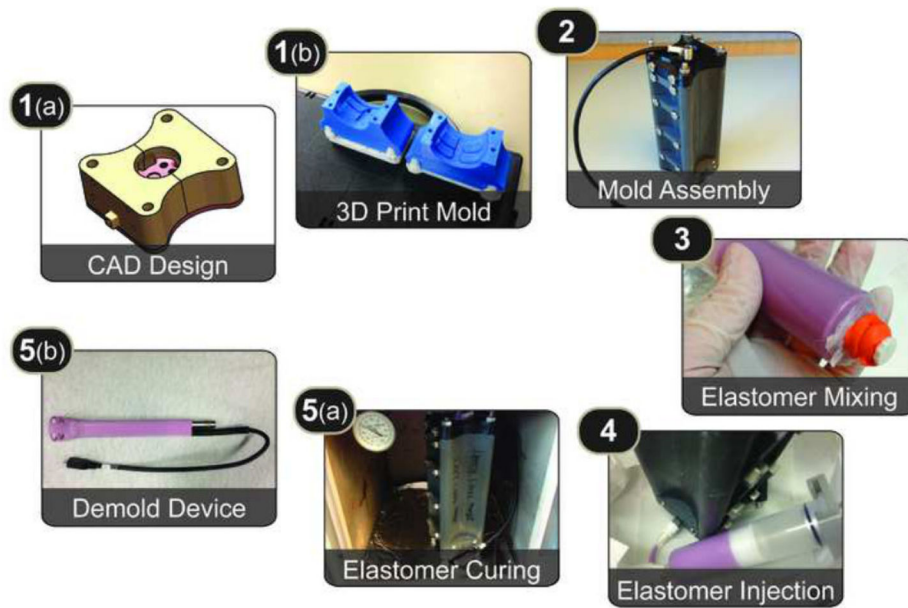 1(a)
CAD Design
1(b)
3D Print Mold
2
Mold Assembly
3
Elastomer Mixing
4
Elastomer Injection
5(a)
Elastomer Curing
5(b)
Demold Device